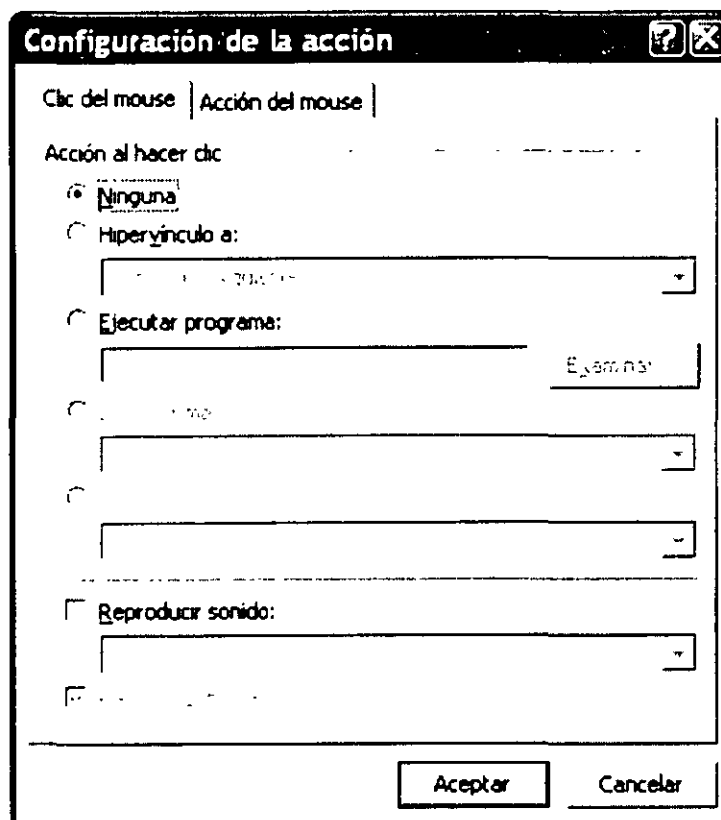 Configuración de la acción
Clic del mouse Acción del mouse
Acción al hacer clic
Ninguna
Hipervínculo a:
Ejecutar programa:
Examinar
Reproducir sonido:
Aceptar Cancelar